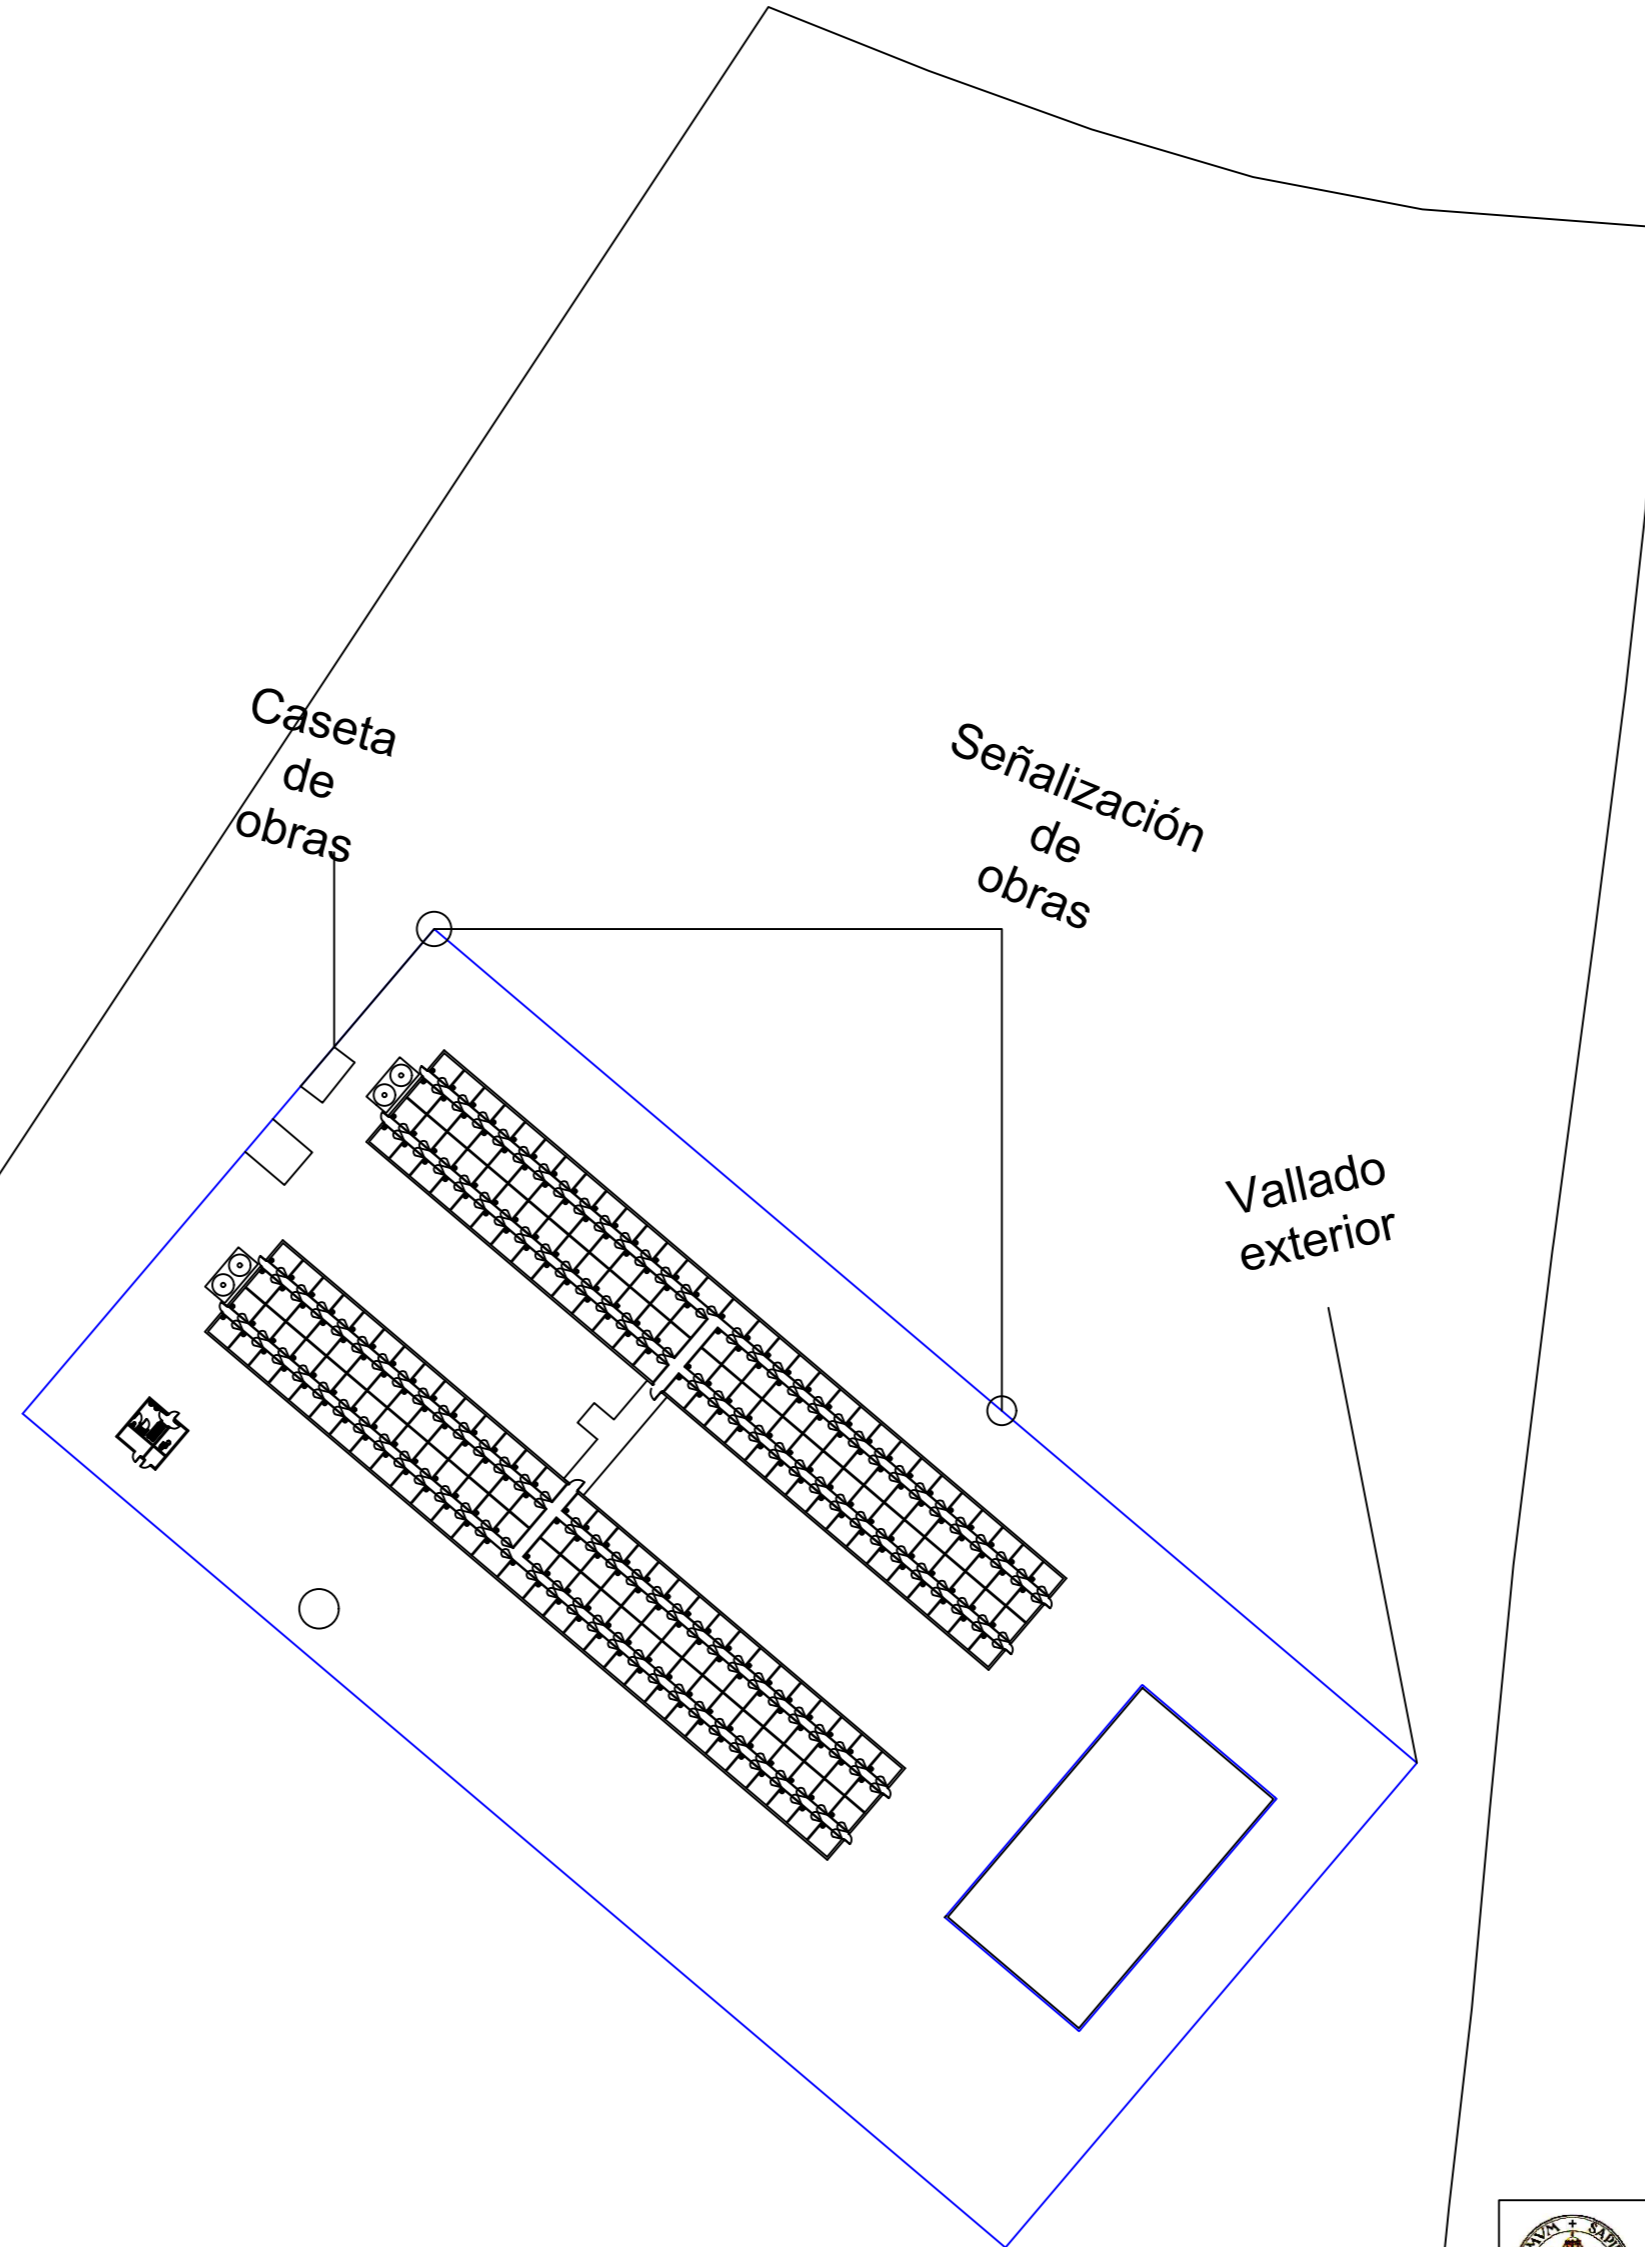 Caseta
de
obras
Señalización
de
obras
Vallado
exterior